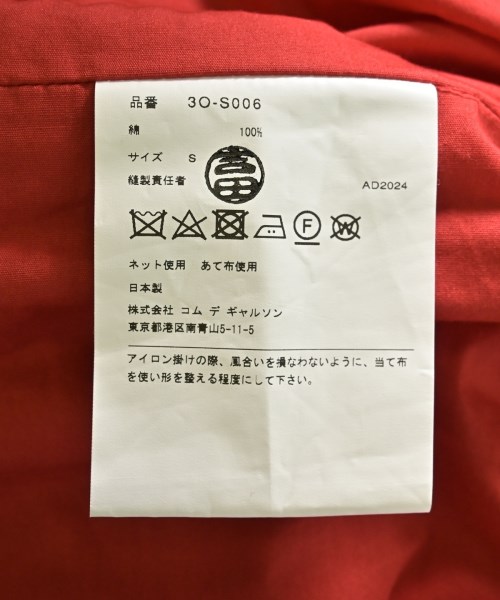 品番 3O-S006
綿 100%
サイズ S
縫製責任者 AD2024
F W
ネット使用 あて布使用
日本製
株式会社 コム デ ギャルソン
東京都港区南青山5-11-5
アイロン掛けの際、風合いを損なわないように、当て布
を使い形を整える程度にして下さい。